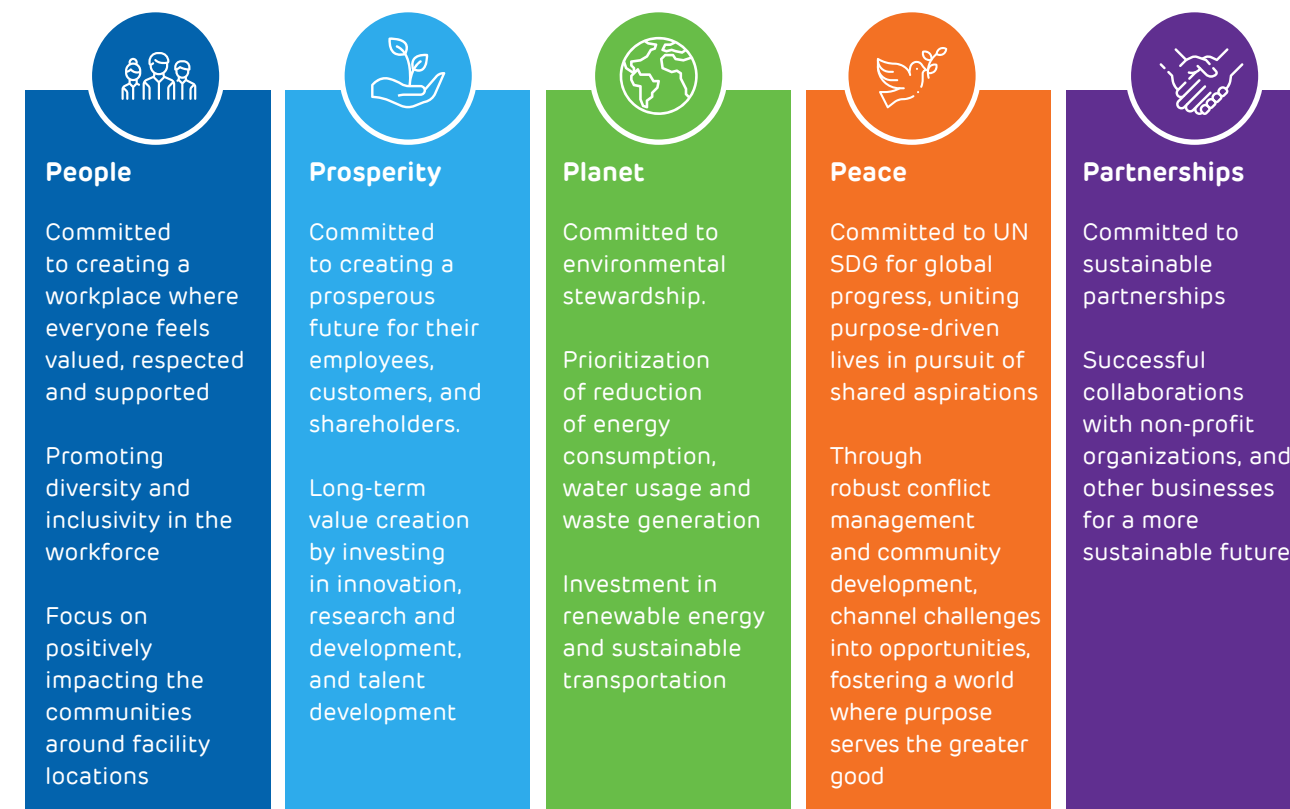 People
Committed
to creating a
workplace where
everyone feels
valued, respected
and supported
Promoting
diversity and
inclusivity in the
workforce
Focus on
positively
impacting the
communities
around facility
locations
Prosperity
Committed
to creating a
prosperous
future for their
employees,
customers, and
shareholders.
Long-term
value creation
by investing
in innovation,
research and
development,
and talent
development
Planet
Committed to
environmental
stewardship.
Prioritization
of reduction
of energy
consumption,
water usage and
waste generation
Investment in
renewable energy
and sustainable
transportation
Peace
Committed to UN
SDG for global
progress, uniting
purpose-driven
lives in pursuit of
shared aspirations
Through
robust conflict
management
and community
development,
channel challenges
into opportunities,
fostering a world
where purpose
serves the greater
good
Partnerships
Committed to
sustainable
partnerships
Successful
collaborations
with non-profit
organizations, and
other businesses
for a more
sustainable future